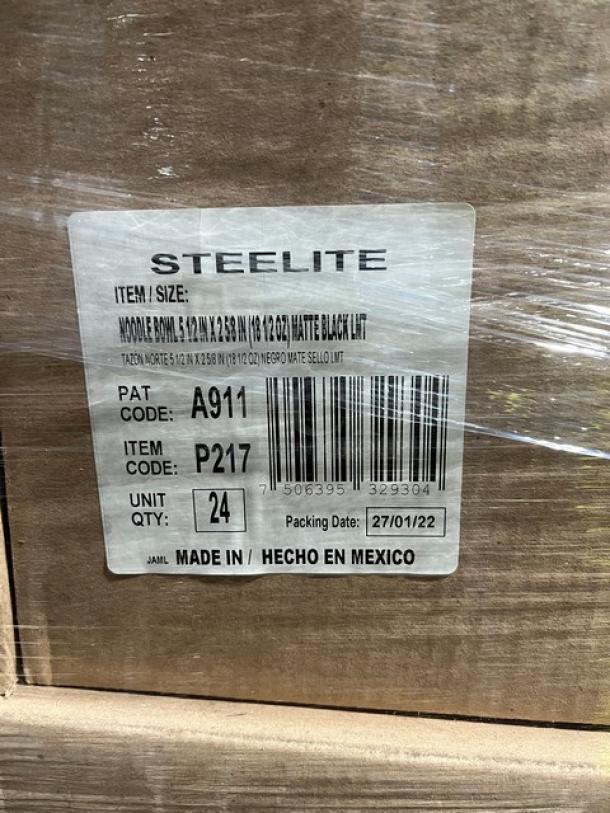 STEELITE
ITEM / SIZE:
NOODLE BOWL 5 1/2 IN X 2 5/8 IN (18 1/2 OZ) MATTE BLACK LMT
TAZON NORTE 5 1/2 IN X 2 5/8 IN (18 1/2 OZ) NEGRO MATE SELLO LMT
PAT CODE: A911
ITEM CODE: P217
7 506395 329304
UNIT QTY: 24
Packing Date: 27/01/22
JAML MADE IN / HECHO EN MEXICO